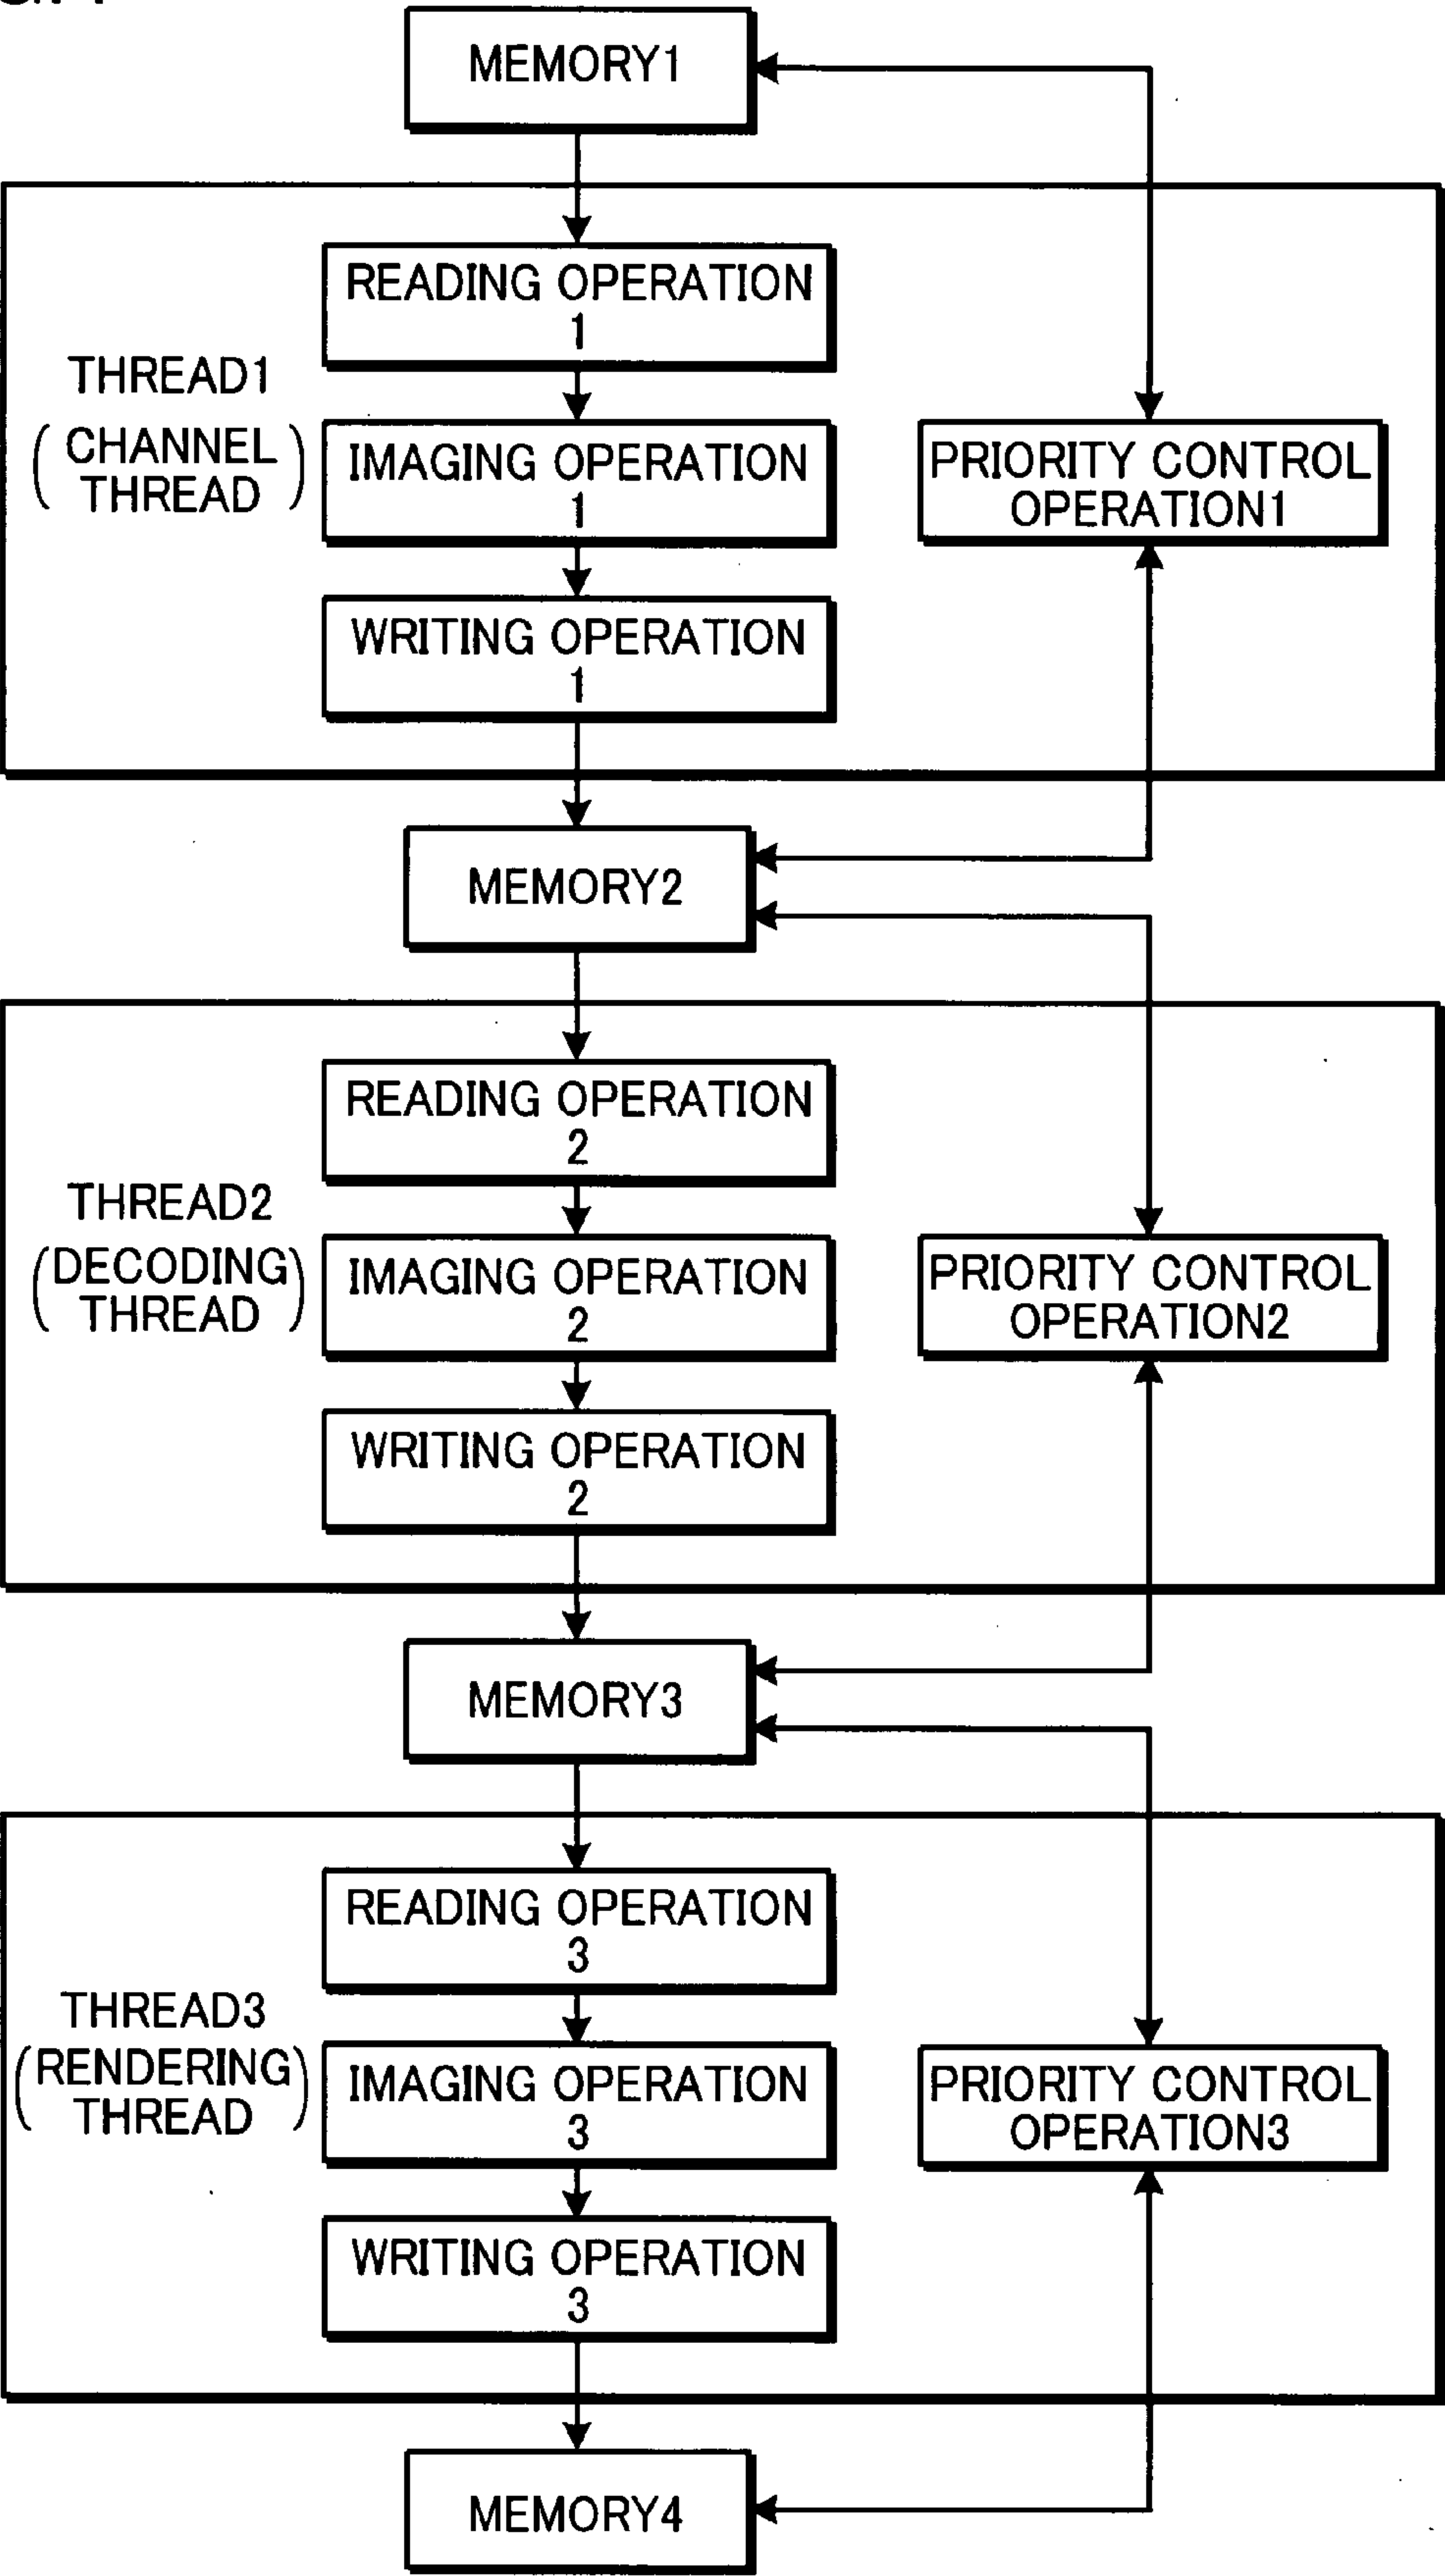 MEMORY1
READING OPERATION
1
THREAD1
(CHANNEL
THREAD)
IMAGING OPERATION
1
PRIORITY CONTROL
OPERATION1
WRITING OPERATION
1
MEMORY2
READING OPERATION
2
THREAD2
(DECODING
THREAD)
IMAGING OPERATION
2
PRIORITY CONTROL
OPERATION2
WRITING OPERATION
2
MEMORY3
READING OPERATION
3
THREAD3
(RENDERING
THREAD)
IMAGING OPERATION
3
PRIORITY CONTROL
OPERATION3
WRITING OPERATION
3
MEMORY4